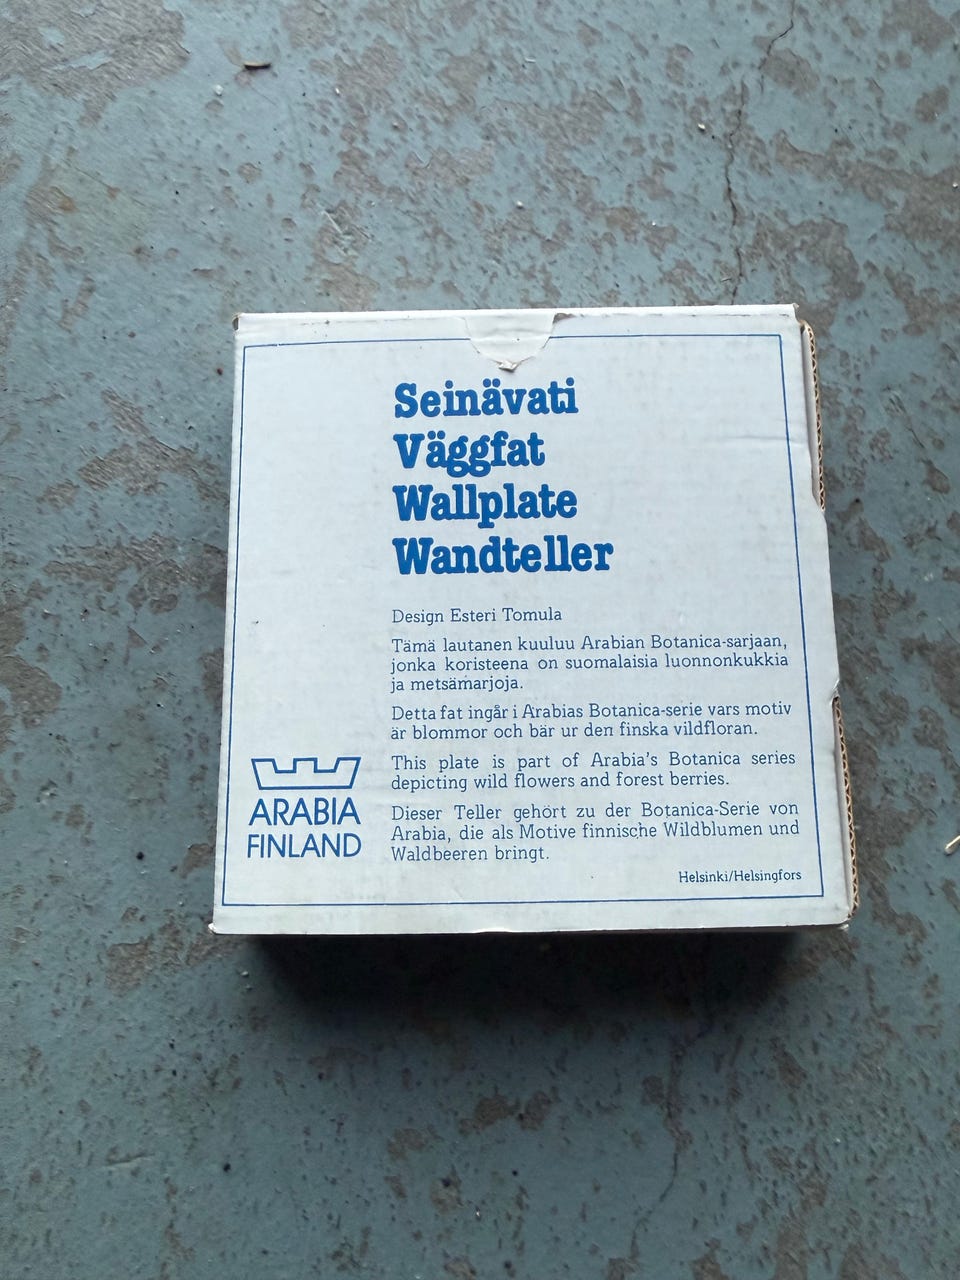 Seinävati
Väggfat
Wallplate
Wandteller
Design Esteri Tomula
Tämä lautanen kuuluu Arabian Botanica-sarjaan,
jonka koristeena on suomalaisia luonnonkukkia
ja metsämarjoja.
Detta fat ingår i Arabias Botanica-serie vars motiv
är blommor och bär ur den finska vildfloran.
This plate is part of Arabia's Botanica series
depicting wild flowers and forest berries.
Dieser Teller gehört zu der Botanica-Serie von
Arabia, die als Motive finnische Wildblumen und
Waldbeeren bringt.
Helsinki/Helsingfors
ARABIA
FINLAND